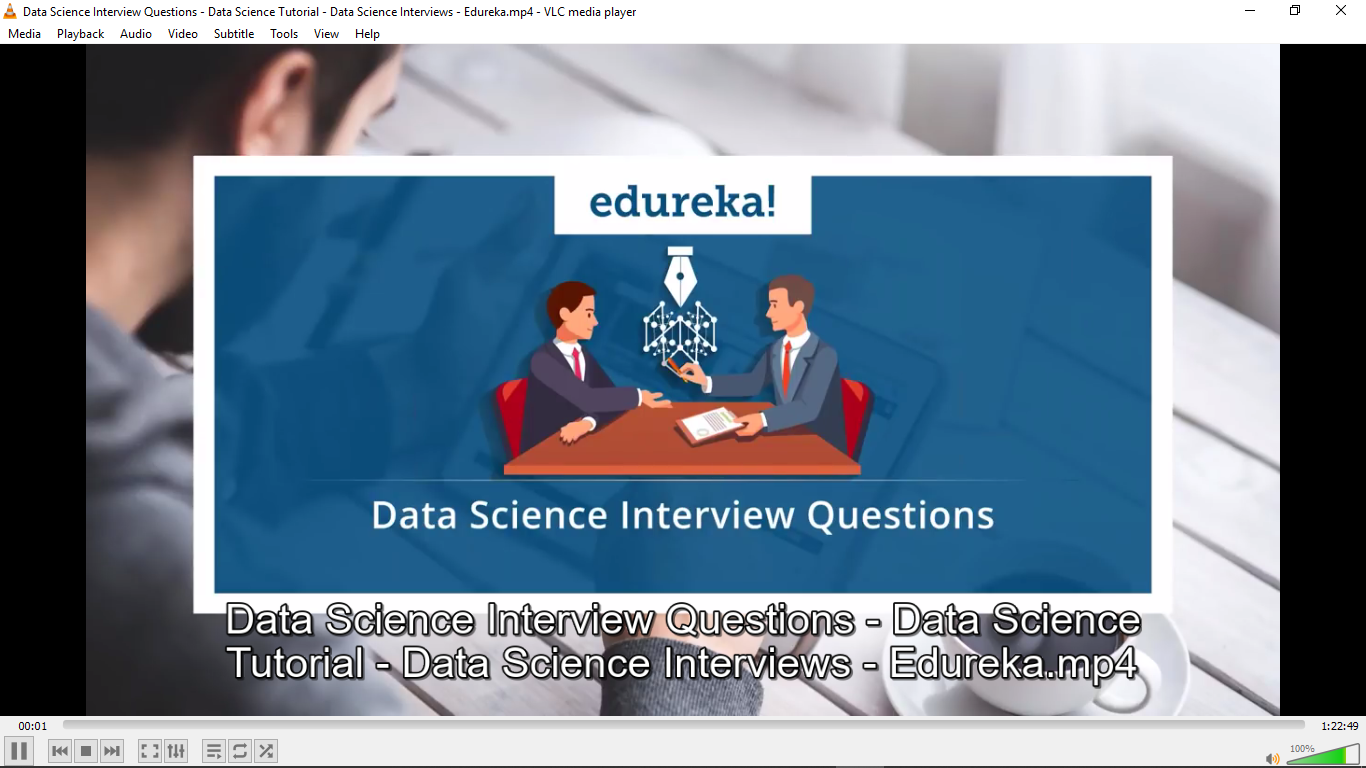 Data Science Interview Questions - Data Science Tutorial - Data Science Interviews - Edureka.mp4 - VLC media player
Media Playback Audio Video Subtitle Tools View Help
edureka!
Data Science Interview Questions
Data Science Interview Questions - Data Science
Tutorial - Data Science Interviews - Edureka.mp4
00:01 1:22:49
100%